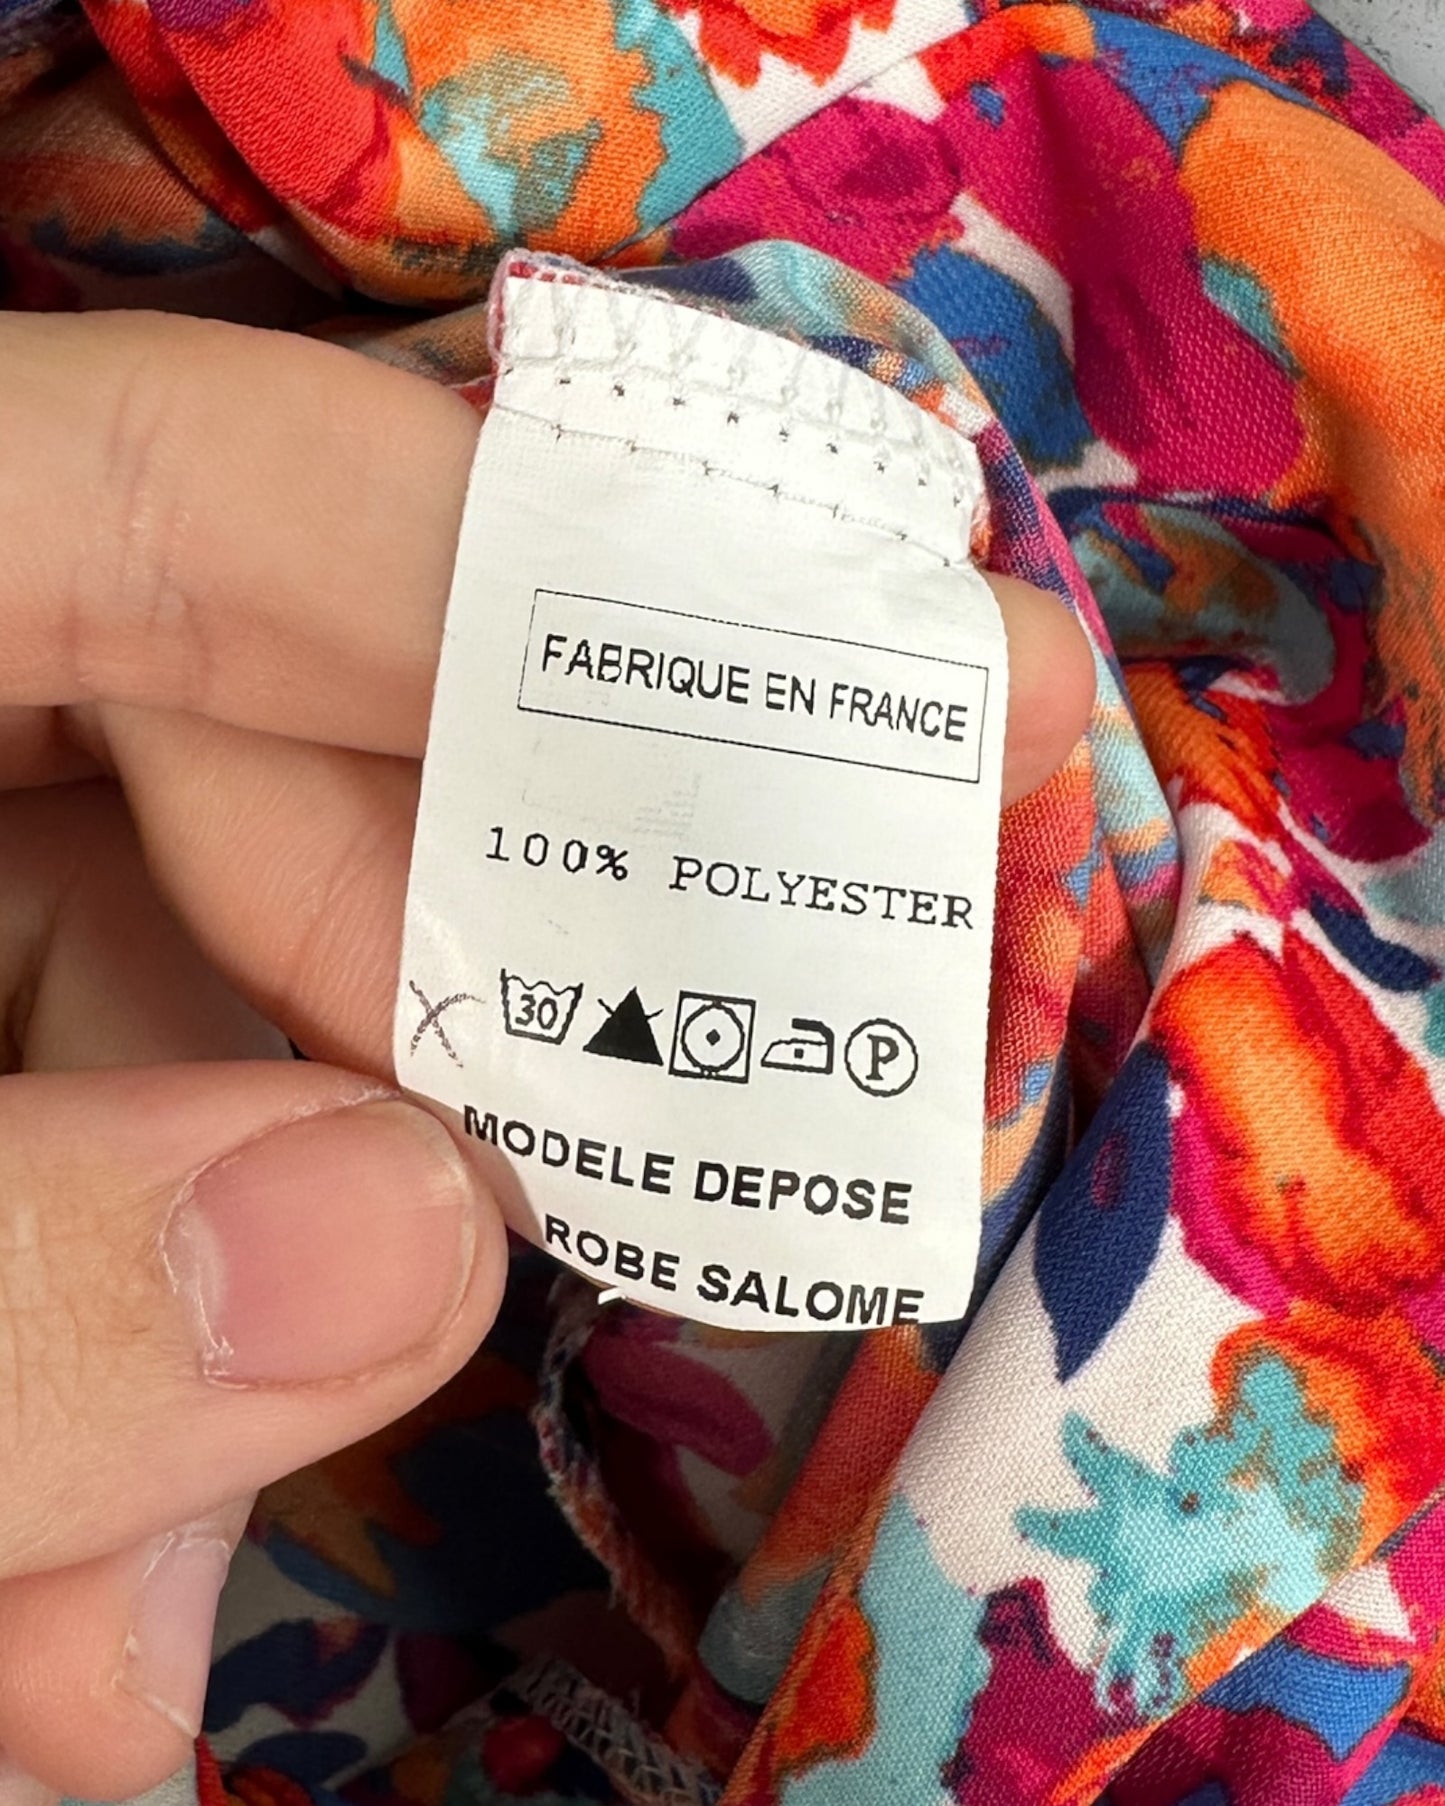 FABRIQUE EN FRANCE
100% POLYESTER
30 P
MODELE DEPOSE
ROBE SALOME